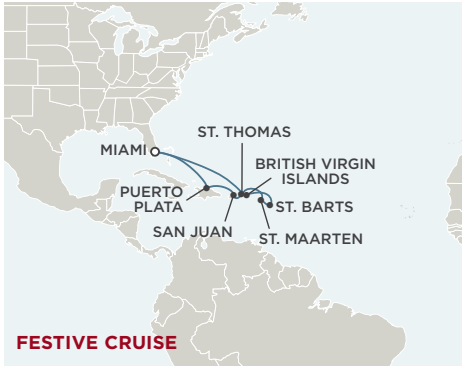 ST. THOMAS
MIAMI
BRITISH VIRGIN
ISLANDS
PUERTO
PLATA
ST. BARTS
SAN JUAN
ST. MAARTEN
FESTIVE CRUISE